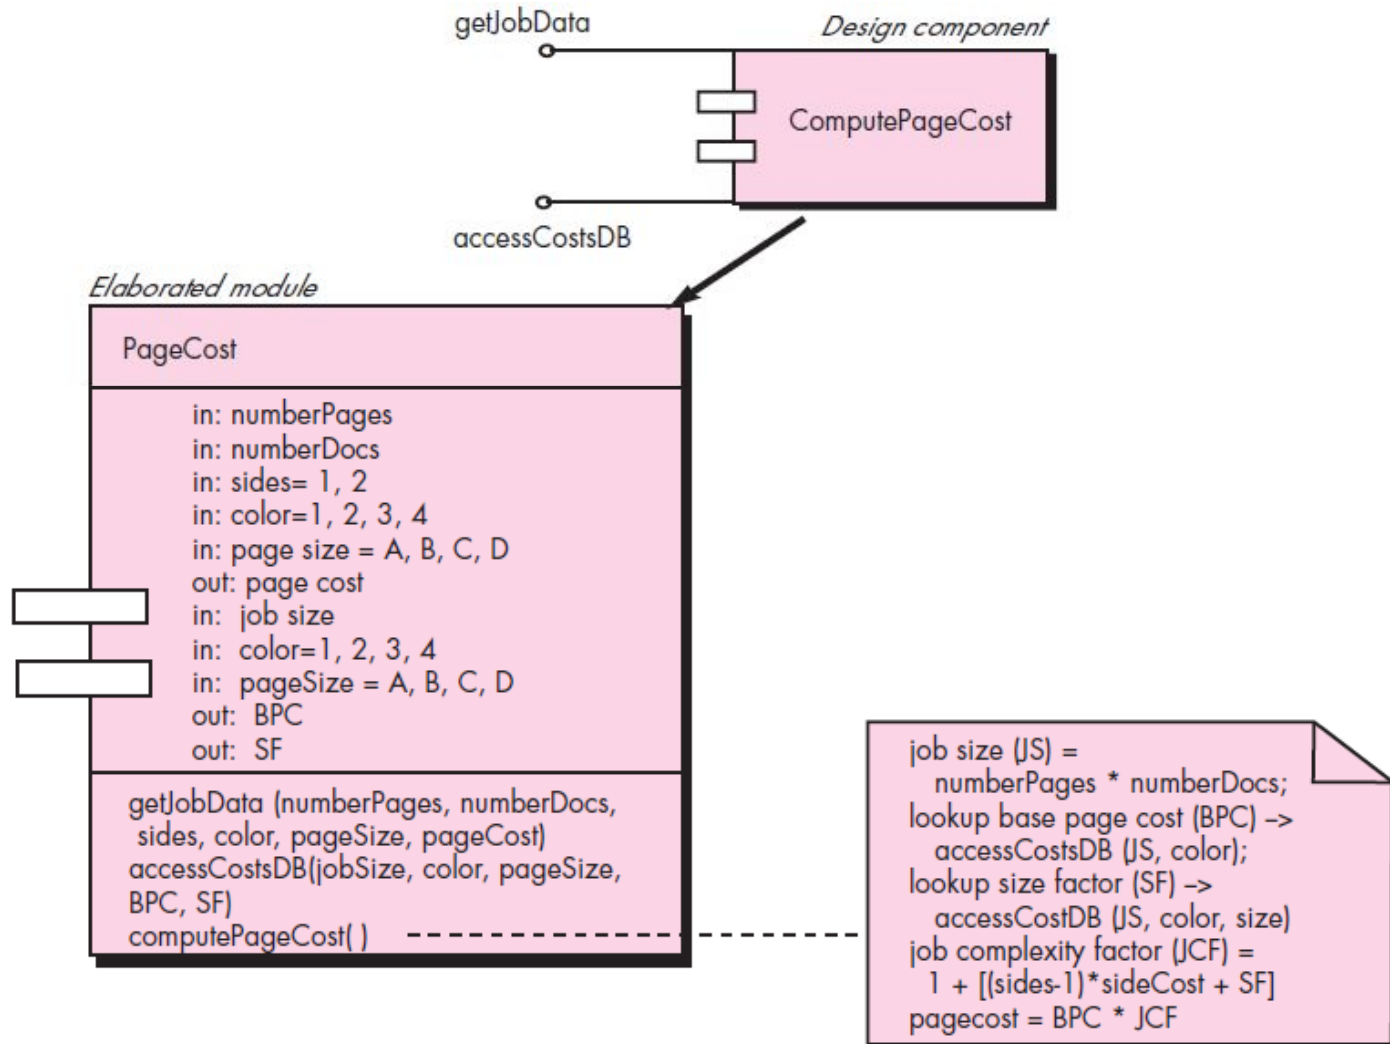 getJobData
Design component
ComputePageCost
accessCostsDB
Elaborated module
PageCost
in: numberPages
in: numberDocs
in: sides= 1, 2
in: color=1, 2, 3, 4
in: page size = A, B, C, D
out: page cost
in: job size
in: color=1, 2, 3, 4
in: pageSize = A, B, C, D
out: BPC
out: SF
getJobData (numberPages, numberDocs,
sides, color, pageSize, pageCost)
accessCostsDB(jobSize, color, pageSize,
BPC, SF)
computePageCost( )
job size (JS) =
numberPages * numberDocs;
lookup base page cost (BPC) –>
accessCostsDB (JS, color);
lookup size factor (SF) –>
accessCostDB (JS, color, size)
job complexity factor (JCF) =
1 + [(sides-1)*sideCost + SF]
pagecost = BPC * JCF